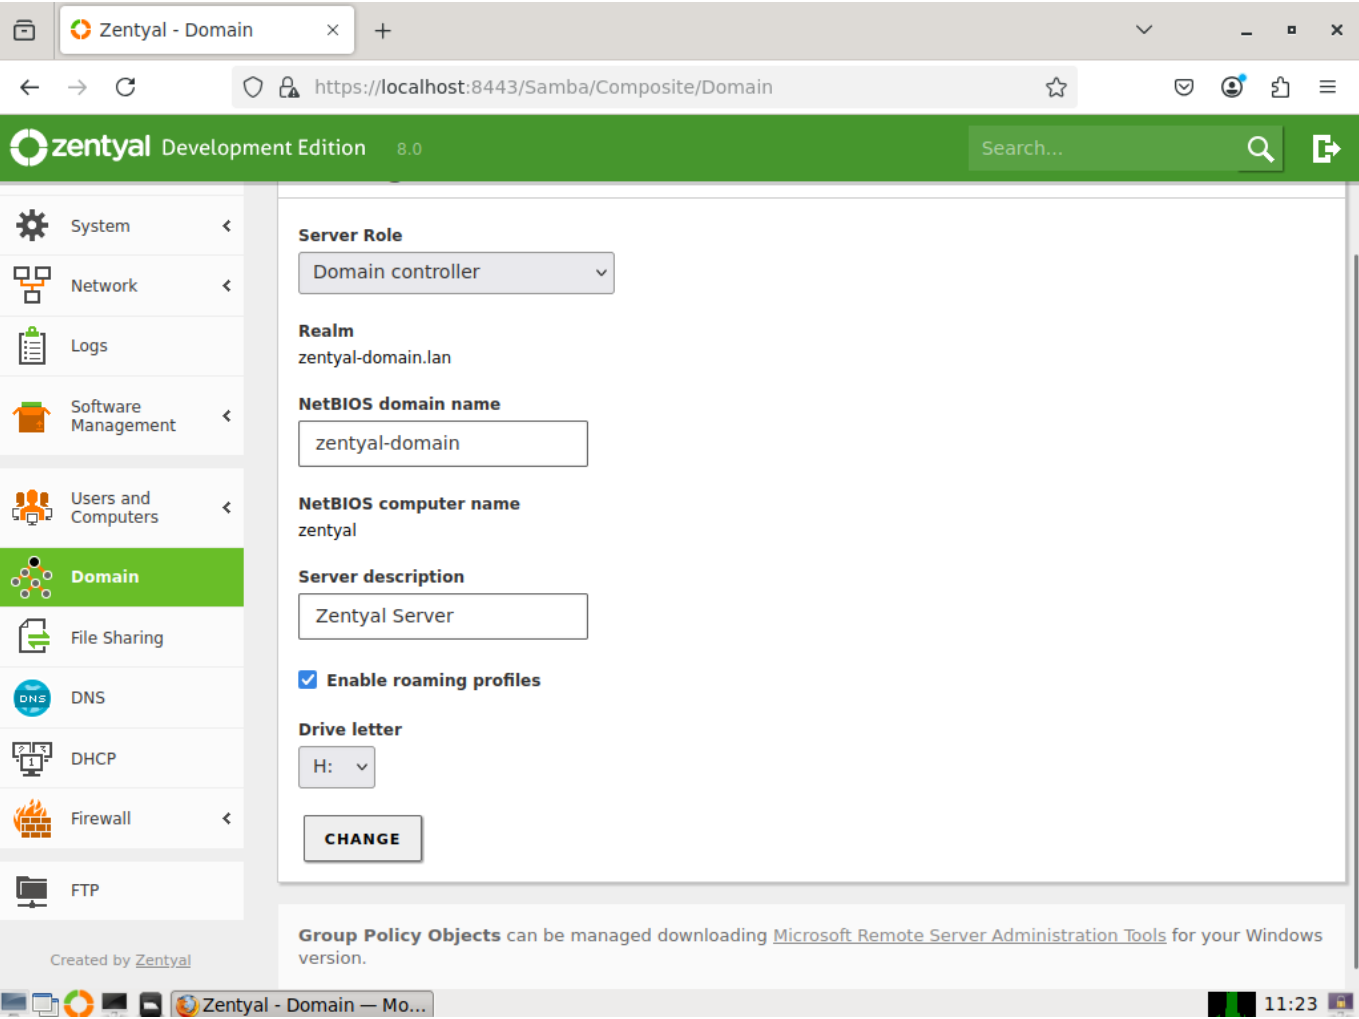 Zentyal - Domain
https://localhost:8443/Samba/Composite/Domain
zentyal Development Edition 8.0
Search...
System
Network
Logs
Software
Management
Users and
Computers
Domain
File Sharing
DNS
DNS
DHCP
Firewall
FTP
Created by Zentyal
Server Role
Domain controller
Realm
zentyal-domain.lan
NetBIOS domain name
zentyal-domain
NetBIOS computer name
zentyal
Server description
Zentyal Server
Enable roaming profiles
Drive letter
H:
CHANGE
Group Policy Objects can be managed downloading Microsoft Remote Server Administration Tools for your Windows
version.
Zentyal - Domain — Mo...
11:23